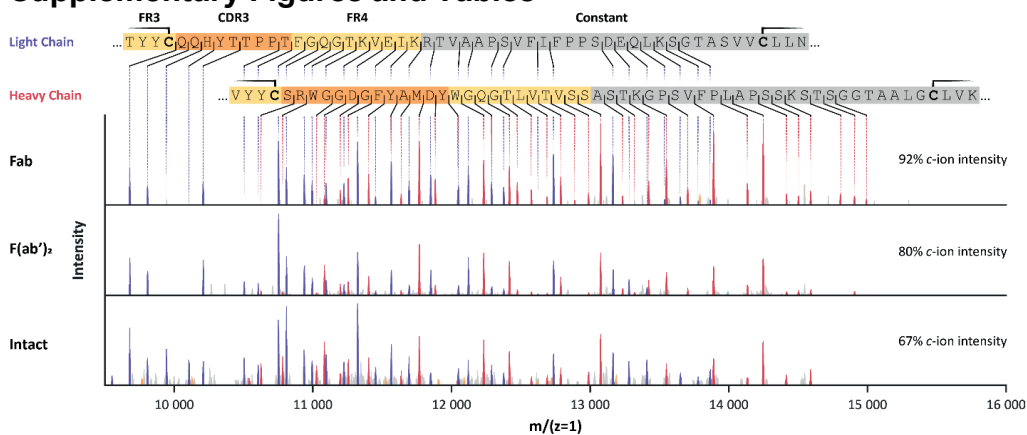 Supplementary Figures and Tables
FR3 CDR3 FR4 Constant
Light Chain ...TYYCQQHYTTPPTFGQGTKVEIKRTVAAPSVFIFPPSDEQLKSGTASVVCLLN...
Heavy Chain ...VYYCSRWGGDGFYAMDYWGQGTLVTVSSASTKGPSVFPLAPSSKSTSGGTAALGCLVK...
Fab 92% c-ion intensity
F(ab’)₂ 80% c-ion intensity
Intensity
Intact 67% c-ion intensity
10 000 11 000 12 000 13 000 14 000 15 000 16 000
m/(z=1)